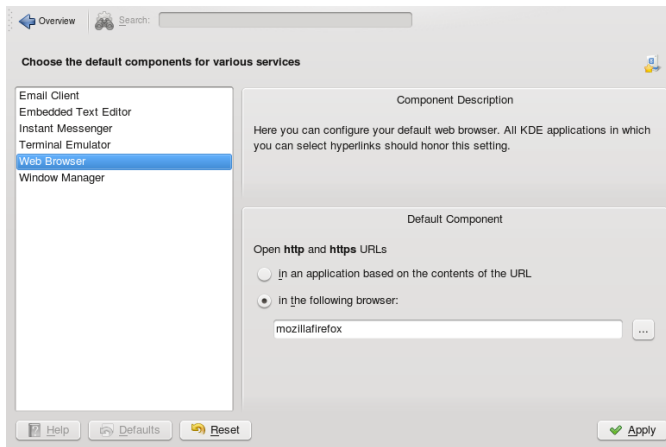 Overview
Search:
Choose the default components for various services
Email Client
Embedded Text Editor
Instant Messenger
Terminal Emulator
Web Browser
Window Manager
Component Description
Here you can configure your default web browser. All KDE applications in which
you can select hyperlinks should honor this setting.
Default Component
Open http and https URLs
in an application based on the contents of the URL
in the following browser:
mozillafirefox
...
Help
Defaults
Reset
Apply